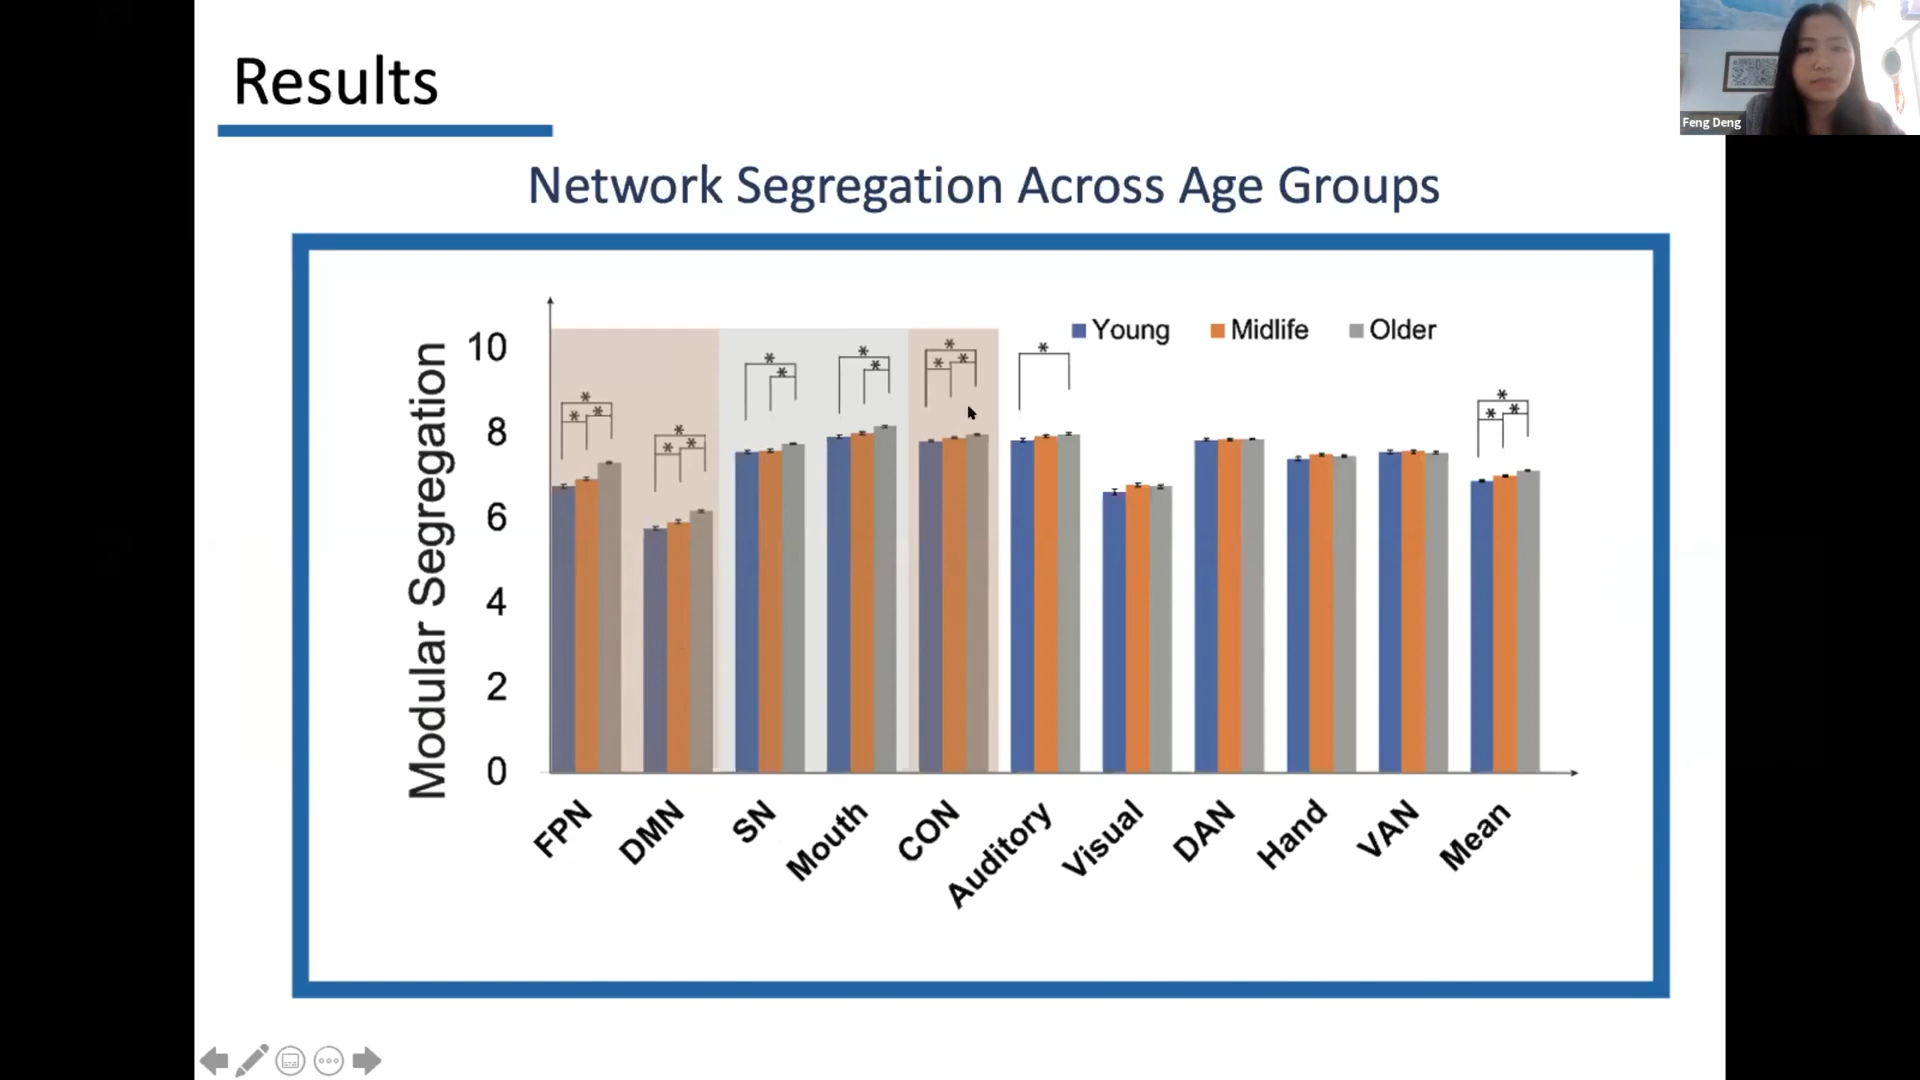 Results
Feng Deng
Network Segregation Across Age Groups
Young Midlife Older
Modular Segregation
10
8
6
4
2
0
* * * * * * * * * * * * * * * * * 
FPN DMN SN Mouth CON Auditory Visual DAN Hand VAN Mean